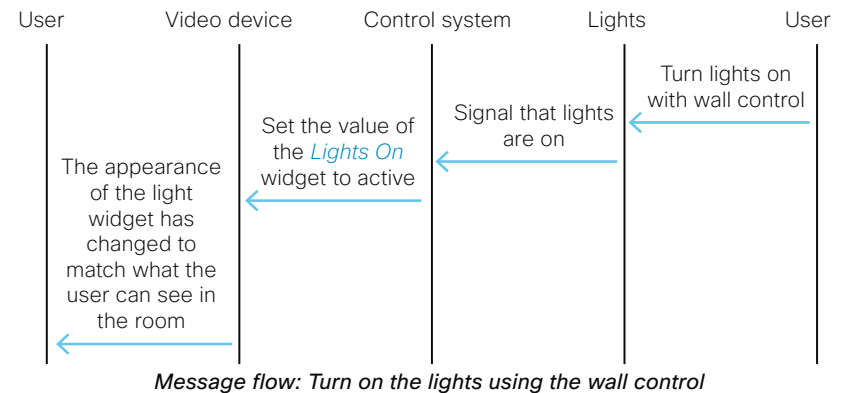 User Video device Control system Lights User
Turn lights on
with wall control
Signal that lights
are on
Set the value of
the Lights On
widget to active
The appearance
of the light
widget has
changed to
match what the
user can see in
the room
Message flow: Turn on the lights using the wall control